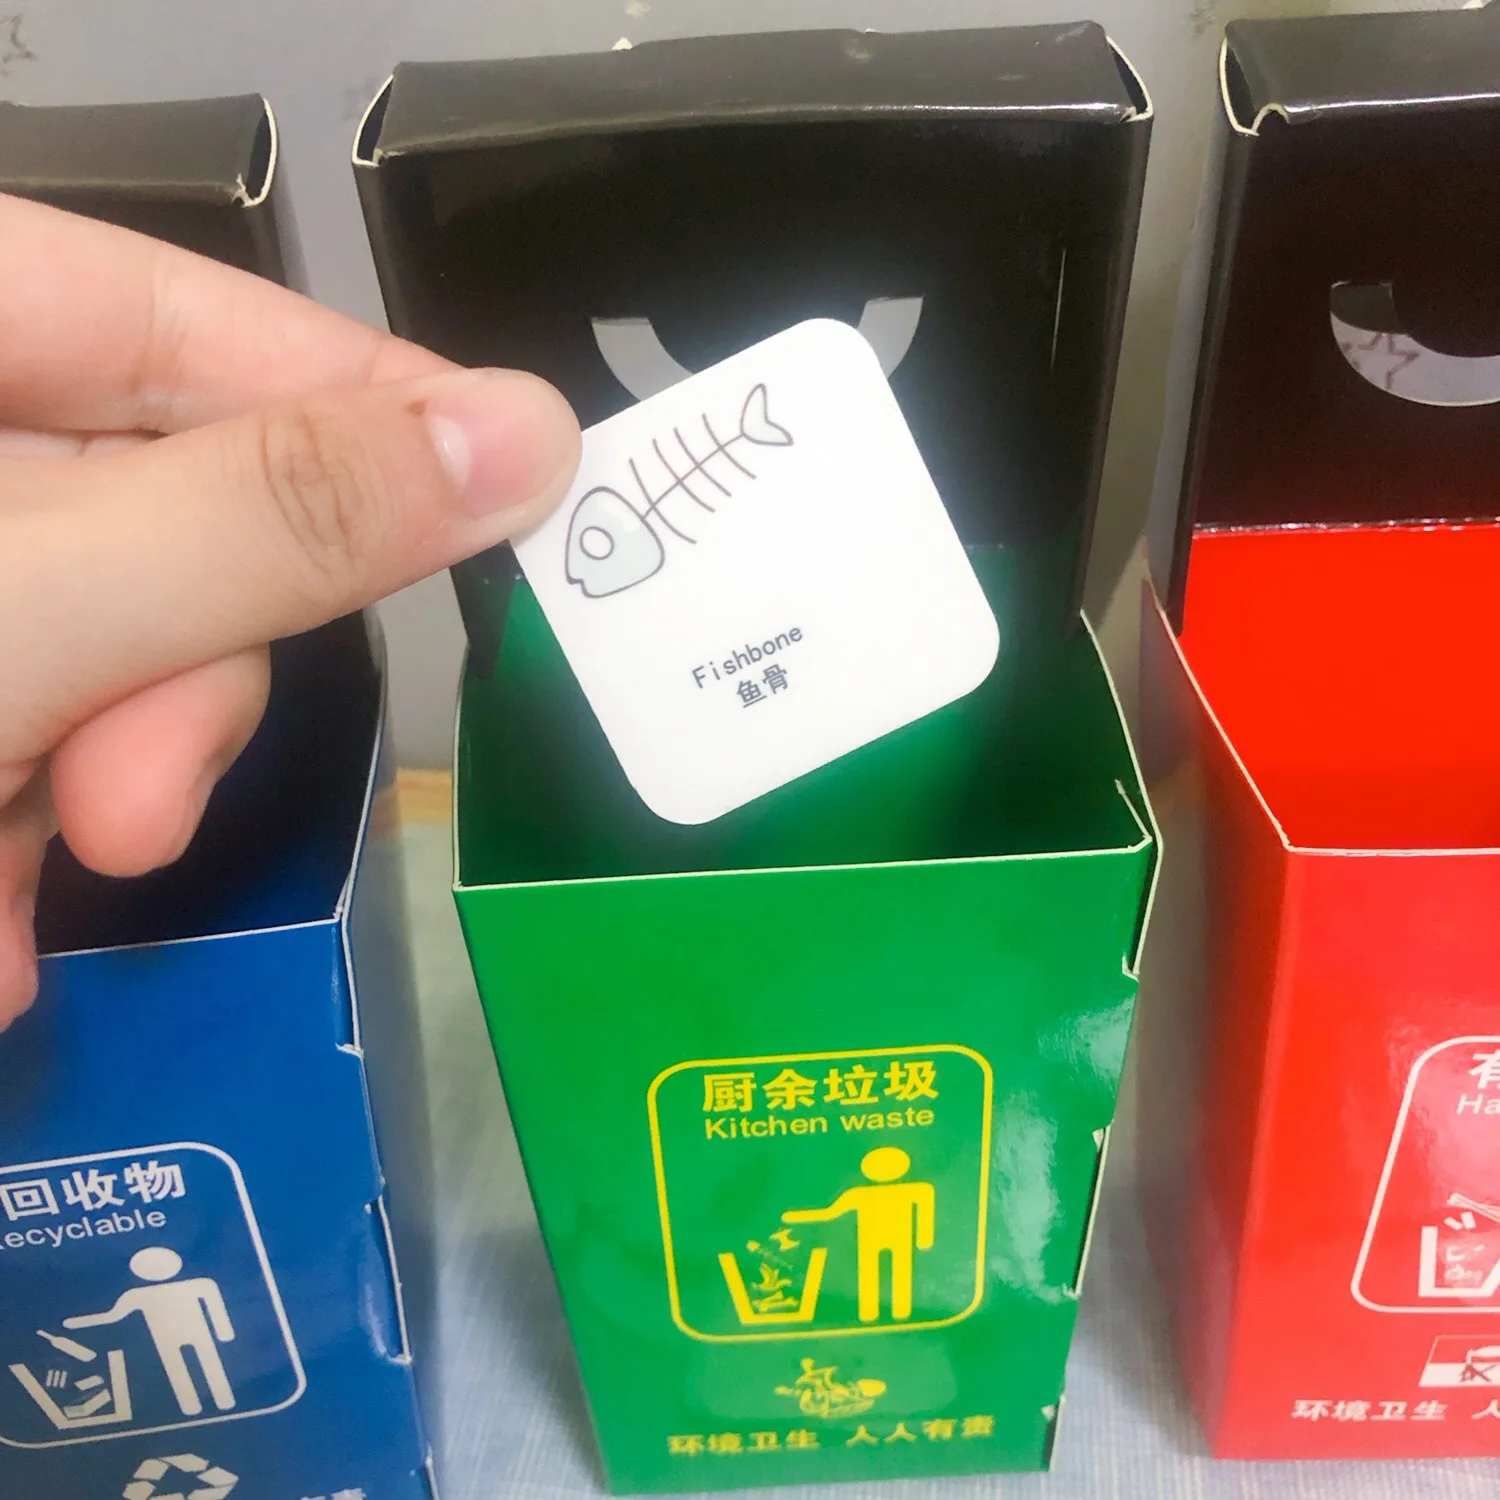 Fishbone
鱼骨
回收物
ecyclable
厨余垃圾
Kitchen waste
环境卫生 人人有责
有
Ha
环境卫生 人